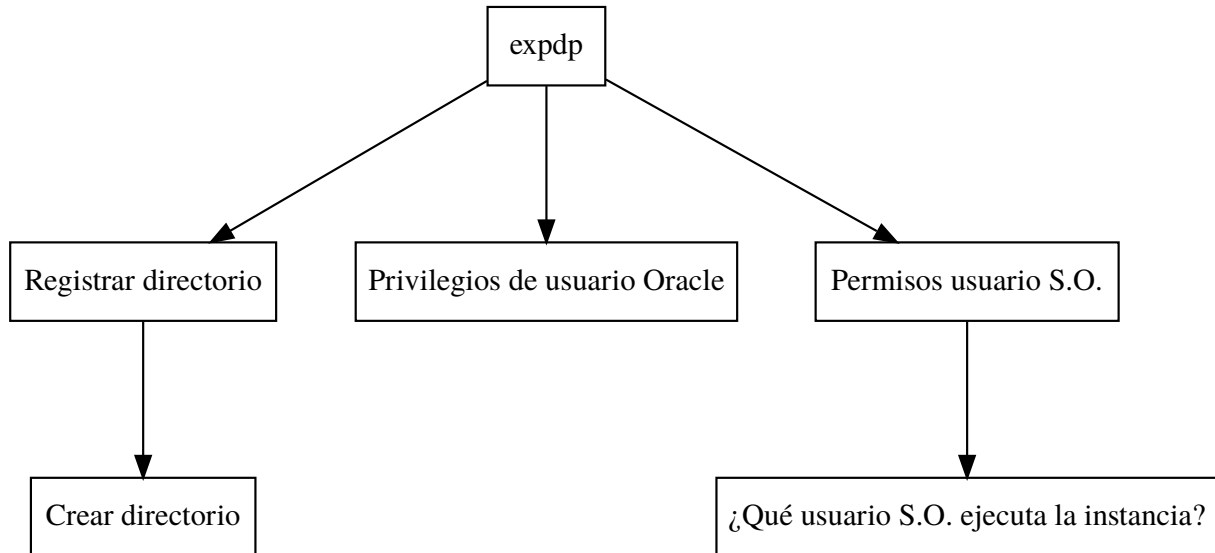 expdp
Registrar directorio
Privilegios de usuario Oracle
Permisos usuario S.O.
Crear directorio
¿Qué usuario S.O. ejecuta la instancia?